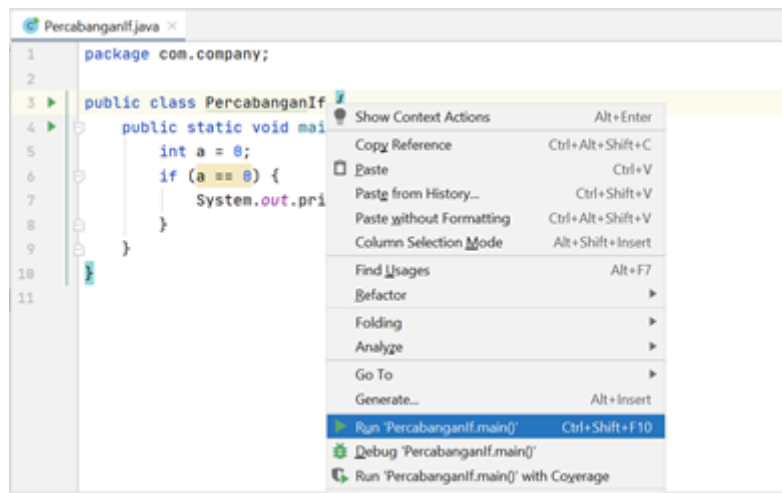 PercabanganIf.java
1 package com.company;
2
3 public class PercabanganIf {
4 public static void mai
5 int a = 0;
6 if (a == 0) {
7 System.out.pri
8 }
9 }
10 }
11
Show Context Actions Alt+Enter
Copy Reference Ctrl+Alt+Shift+C
Paste Ctrl+V
Paste from History... Ctrl+Shift+V
Paste without Formatting Ctrl+Alt+Shift+V
Column Selection Mode Alt+Shift+Insert
Find Usages Alt+F7
Refactor
Folding
Analyze
Go To
Generate... Alt+Insert
Run 'PercabanganIf.main()' Ctrl+Shift+F10
Debug 'PercabanganIf.main()'
Run 'PercabanganIf.main()' with Coverage